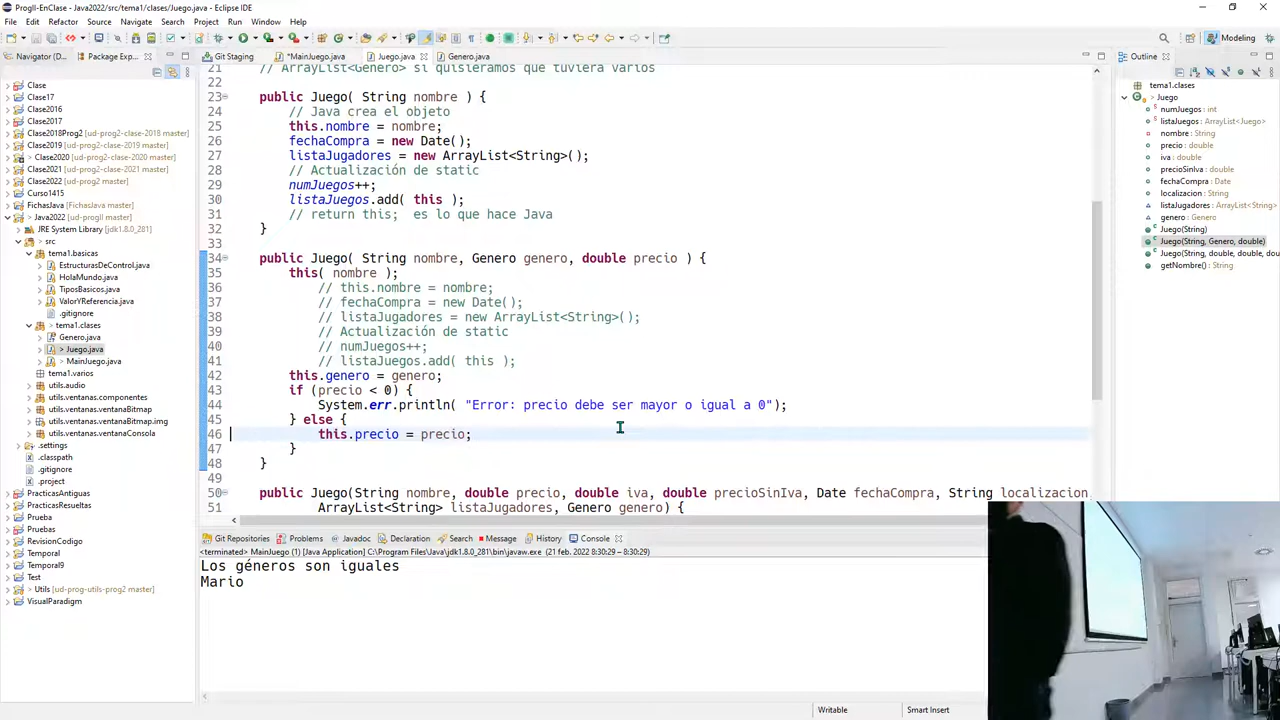 ProgII-EnClase - Java2022/src/tema1/clases/Juego.java - Eclipse IDE
File Edit Refactor Source Navigate Search Project Run Window Help
Modeling
Navigator (D... Package Exp...
Git Staging *MainJuego.java Juego.java Genero.java
Outline
Clase
Clase17
Clase2016
Clase2017
Clase2018Prog2 [ud-prog2-clase-2018 master]
clase-2019 [ud-prog2-clase-2019 master]
> Clase2020 [ud-prog2-clase-2020 master]
Clase2021 [ud-prog2-clase-2021 master]
Clase2022 [ud-prog2-clase master]
Curso1415
FichasJava [FichasJava master]
> Java2022 [ud-progII master]
JRE System Library [jdk1.8.0_281]
> src
tema1.basicas
EstructurasDeControl.java
HolaMundo.java
TiposBasicos.java
ValorYReferencia.java
.gitignore
> tema1.clases
Genero.java
> Juego.java
> MainJuego.java
tema1.varios
utils.audio
utils.ventanas.componentes
utils.ventanas.ventanaBitmap
utils.ventanas.ventanaBitmap.img
utils.ventanas.ventanaConsola
.settings
.classpath
.gitignore
.project
PracticasAntiguas
PracticasResueltas
Prueba
Pruebas
RevisionCodigo
Temporal
Temporal9
Test
> Utils [ud-prog-utils-prog2 master]
VisualParadigm
21 // ArrayList<Genero> si quisiéramos que tuviera varios
22
23 public Juego( String nombre ) {
24 // Java crea el objeto
25 this.nombre = nombre;
26 fechaCompra = new Date();
27 listaJugadores = new ArrayList<String>();
28 // Actualización de static
29 numJuegos++;
30 listaJuegos.add( this );
31 // return this; es lo que hace Java
32 }
33
34 public Juego( String nombre, Genero genero, double precio ) {
35 this( nombre );
36 // this.nombre = nombre;
37 // fechaCompra = new Date();
38 // listaJugadores = new ArrayList<String>();
39 // Actualización de static
40 // numJuegos++;
41 // listaJuegos.add( this );
42 this.genero = genero;
43 if (precio < 0) {
44 System.err.println( "Error: precio debe ser mayor o igual a 0");
45 } else {
46 this.precio = precio;
47 }
48 }
49
50 public Juego(String nombre, double precio, double iva, double precioSinIva, Date fechaCompra, String localizacion,
51 ArrayList<String> listaJugadores, Genero genero) {
tema1.clases
> Juego
numJuegos : int
listaJuegos : ArrayList<Juego>
nombre : String
precio : double
iva : double
precioSinIva : double
fechaCompra : Date
localizacion : String
listaJugadores : ArrayList<String>
genero : Genero
Juego(String)
Juego(String, Genero, double)
Juego(String, double, double, dou
getNombre() : String
Git Repositories Problems Javadoc Declaration Search Message History Console
<terminated> MainJuego (1) [Java Application] C:\Program Files\Java\jdk1.8.0_281\bin\javaw.exe (21 feb. 2022 8:30:29 – 8:30:29)
Los géneros son iguales
Mario
Writable Smart Insert